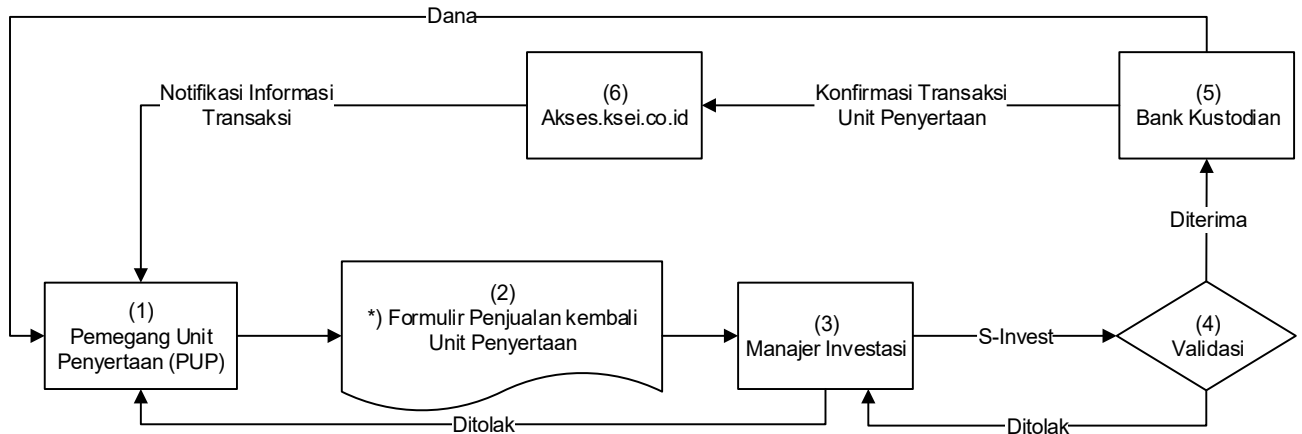 Dana
Notifikasi Informasi
Transaksi
(6)
Akses.ksei.co.id
Konfirmasi Transaksi
Unit Penyertaan
(5)
Bank Kustodian
Diterima
(1)
Pemegang Unit
Penyertaan (PUP)
(2)
*) Formulir Penjualan kembali
Unit Penyertaan
(3)
Manajer Investasi
S-Invest
(4)
Validasi
Ditolak
Ditolak